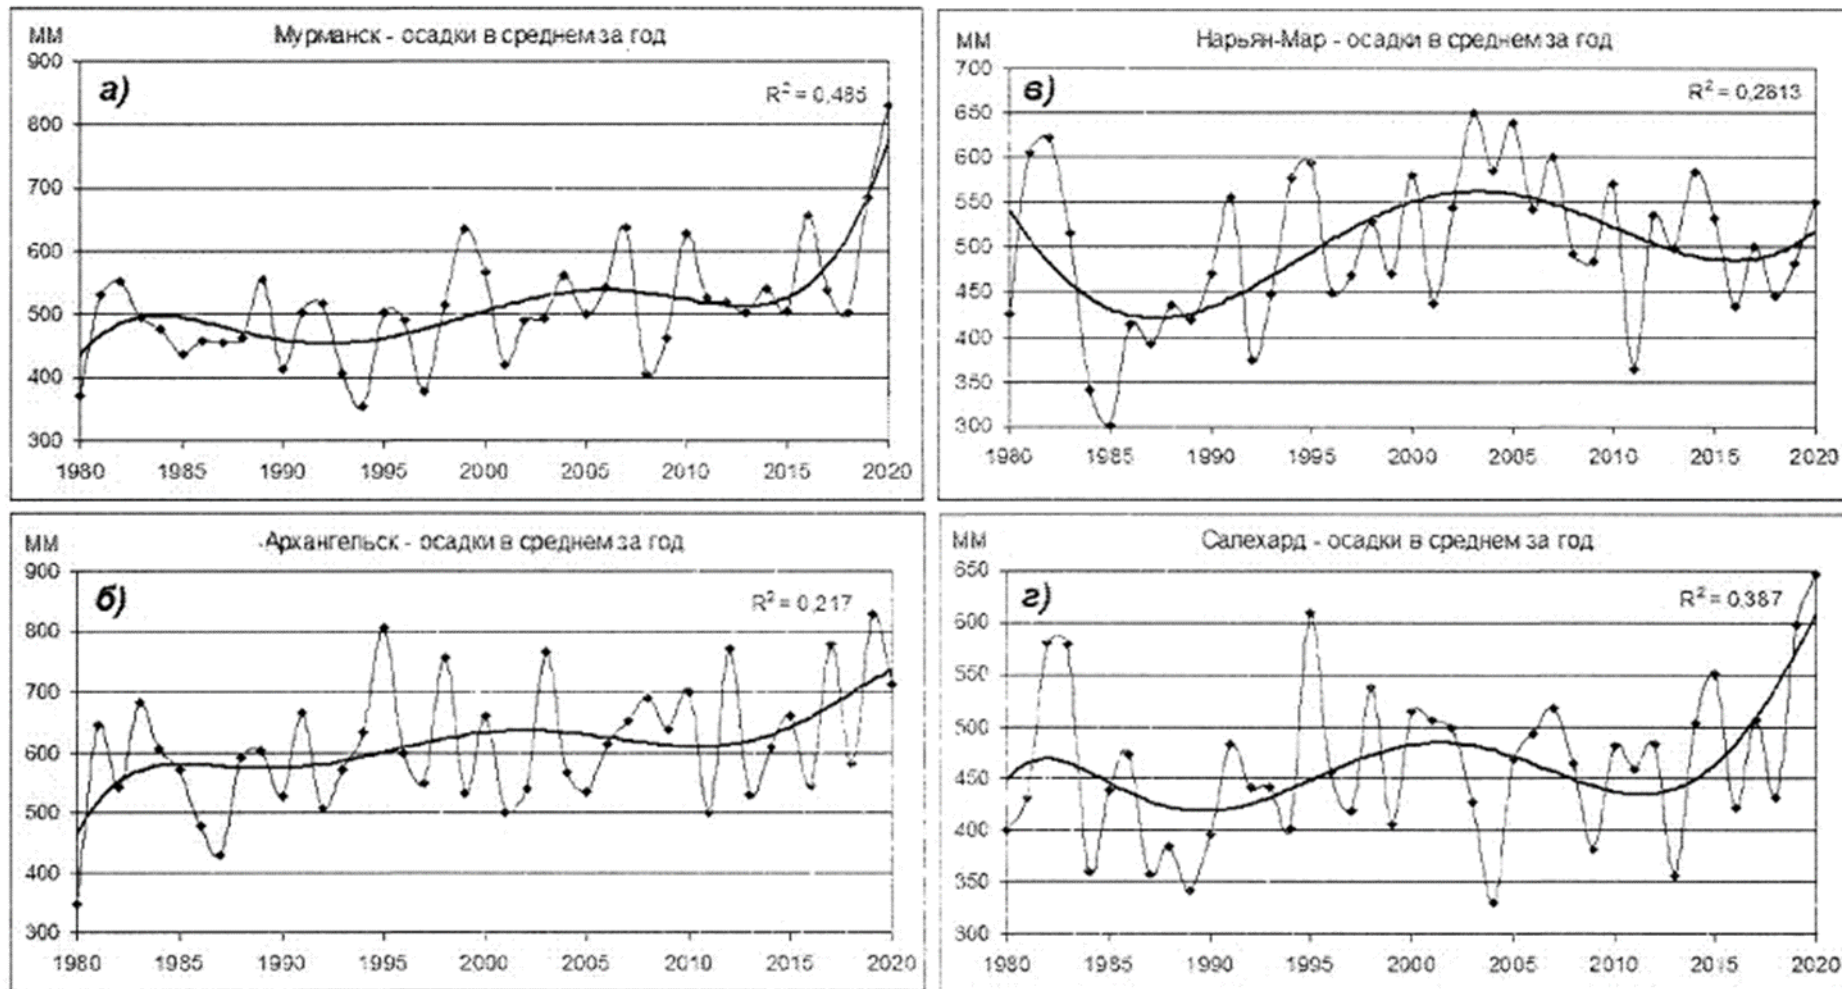 Мурманск - осадки в среднем за год
мм
а)
R² = 0,485
900
800
700
600
500
400
300
1980 1985 1990 1995 2000 2005 2010 2015 2020
Нарьян-Мар - осадки в среднем за год
мм
в)
R² = 0,2813
700
650
600
550
500
450
400
350
300
1980 1985 1990 1995 2000 2005 2010 2015 2020
Архангельск - осадки в среднем за год
мм
б)
R² = 0,217
900
800
700
600
500
400
300
1980 1985 1990 1995 2000 2005 2010 2015 2020
Салехард - осадки в среднем за год
мм
г)
R² = 0,387
650
600
550
500
450
400
350
300
1980 1985 1990 1995 2000 2005 2010 2015 2020